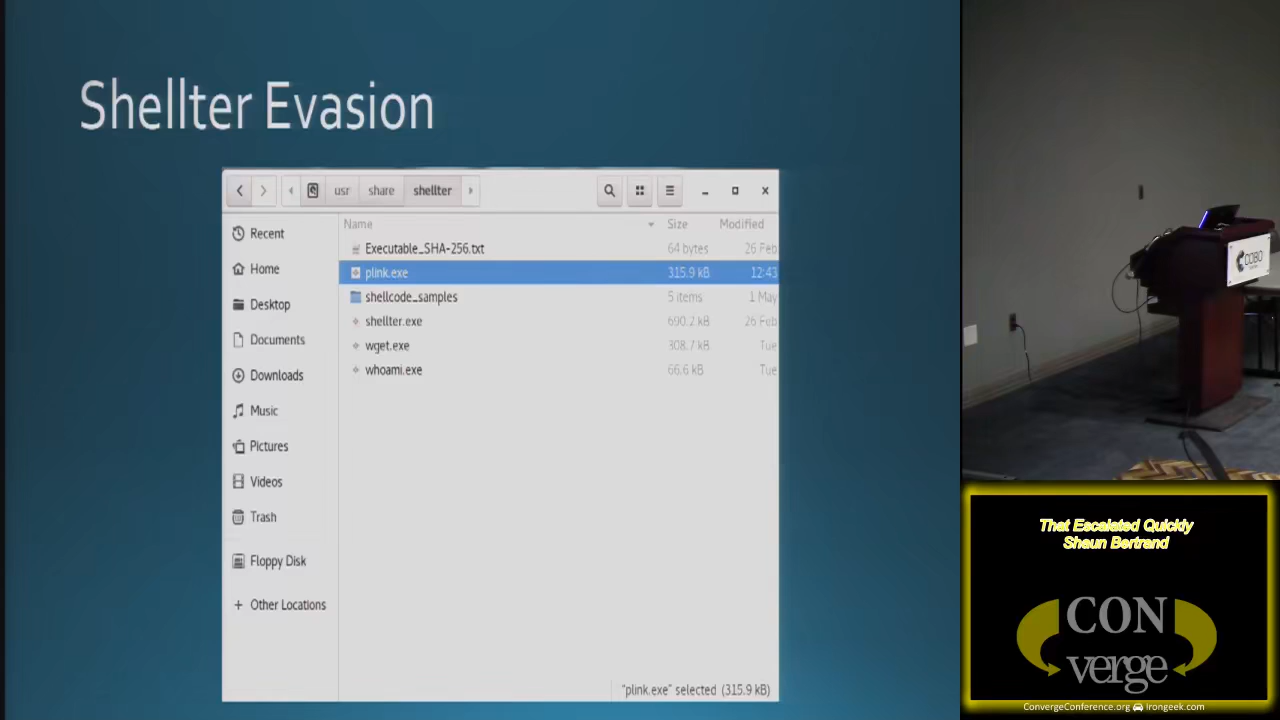 Shellter Evasion
usr share shellter
Name Size Modified
Recent
Home
Desktop
Documents
Downloads
Music
Pictures
Videos
Trash
Floppy Disk
Other Locations
Executable_SHA-256.txt 64 bytes 26 Feb
plink.exe 315.9 kB 12:43
shellcode_samples 5 items 1 May
shellter.exe 690.2 kB 26 Feb
wget.exe 308.7 kB Tue
whoami.exe 66.6 kB Tue
"plink.exe" selected (315.9 kB)
COBO
That Escalated Quickly
Shaun Bertrand
CON
verge
ConvergeConference.org Irongeek.com